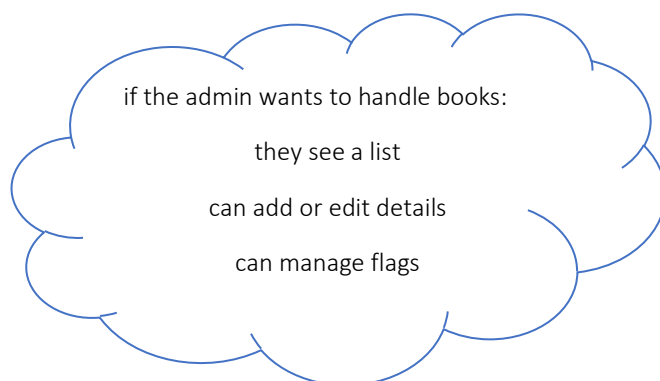 if the admin wants to handle books:
they see a list
can add or edit details
can manage flags